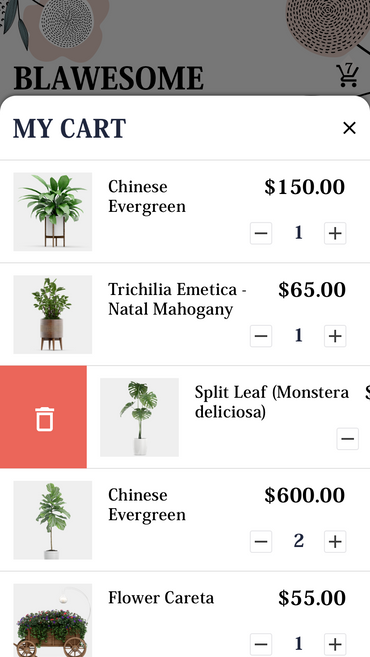 BLAWESOME
7
MY CART
Chinese
Evergreen
$150.00
1
Trichilia Emetica -
Natal Mahogany
$65.00
1
Split Leaf (Monstera
deliciosa)
$
Chinese
Evergreen
$600.00
2
Flower Careta
$55.00
1